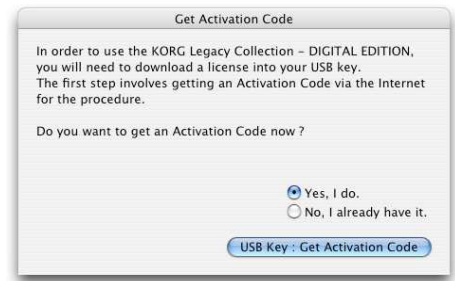 Get Activation Code
In order to use the KORG Legacy Collection – DIGITAL EDITION,
you will need to download a license into your USB key.
The first step involves getting an Activation Code via the Internet
for the procedure.
Do you want to get an Activation Code now ?
Yes, I do.
No, I already have it.
USB Key : Get Activation Code